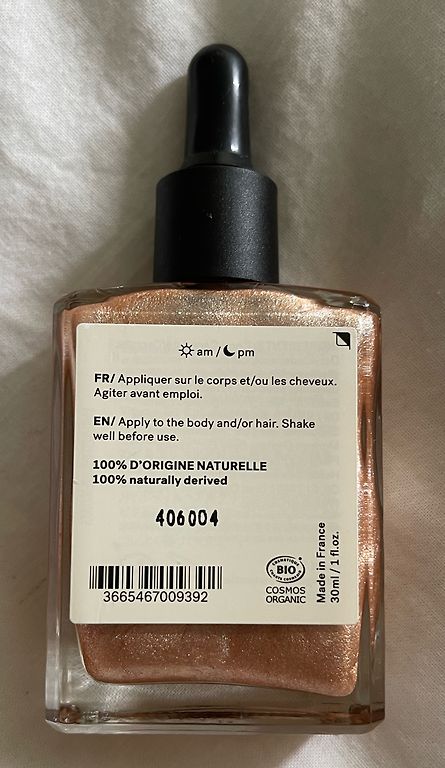 am / pm
FR/ Appliquer sur le corps et/ou les cheveux.
Agiter avant emploi.
EN/ Apply to the body and/or hair. Shake
well before use.
100% D'ORIGINE NATURELLE
100% naturally derived
406004
3665467009392
BIO
COSMOS
ORGANIC
Made in France
30ml / 1 fl.oz.